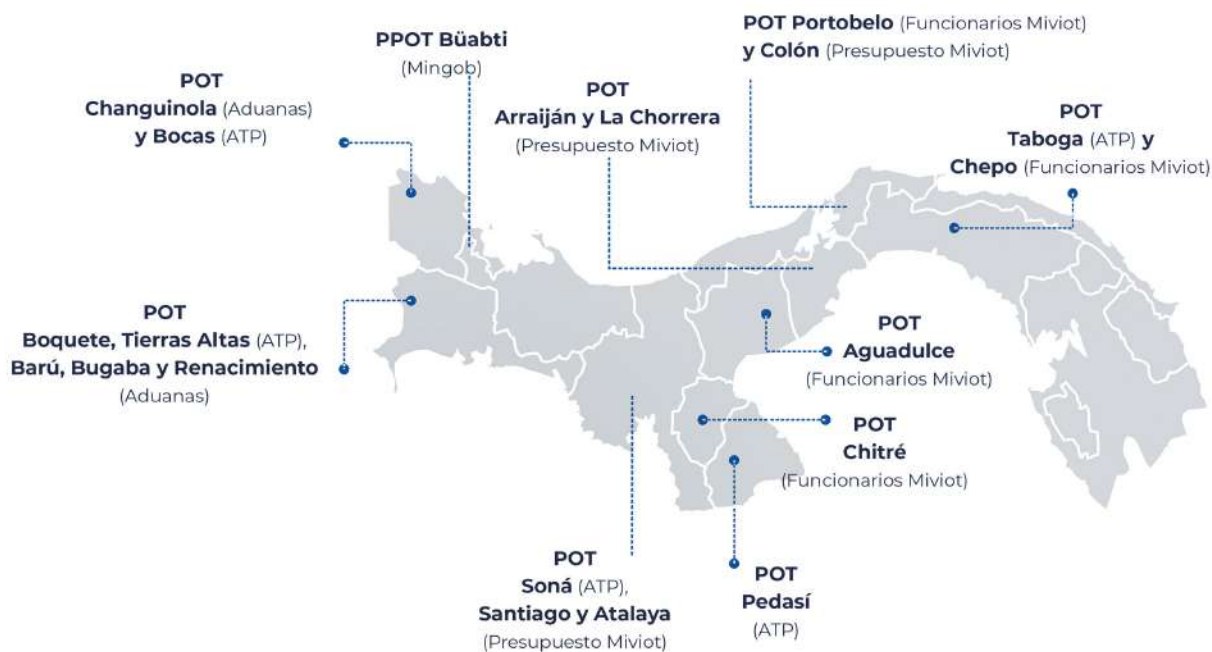 PPOT Büabti
(Mingob)
POT Portobelo (Funcionarios Miviot)
y Colón (Presupuesto Miviot)
POT
Changuinola (Aduanas)
y Bocas (ATP)
POT
Arraiján y La Chorrera
(Presupuesto Miviot)
POT
Taboga (ATP) y
Chepo (Funcionarios Miviot)
POT
Boquete, Tierras Altas (ATP),
Barú, Bugaba y Renacimiento
(Aduanas)
POT
Aguadulce
(Funcionarios Miviot)
POT
Chitré
(Funcionarios Miviot)
POT
Soná (ATP),
Santiago y Atalaya
(Presupuesto Miviot)
POT
Pedasí
(ATP)